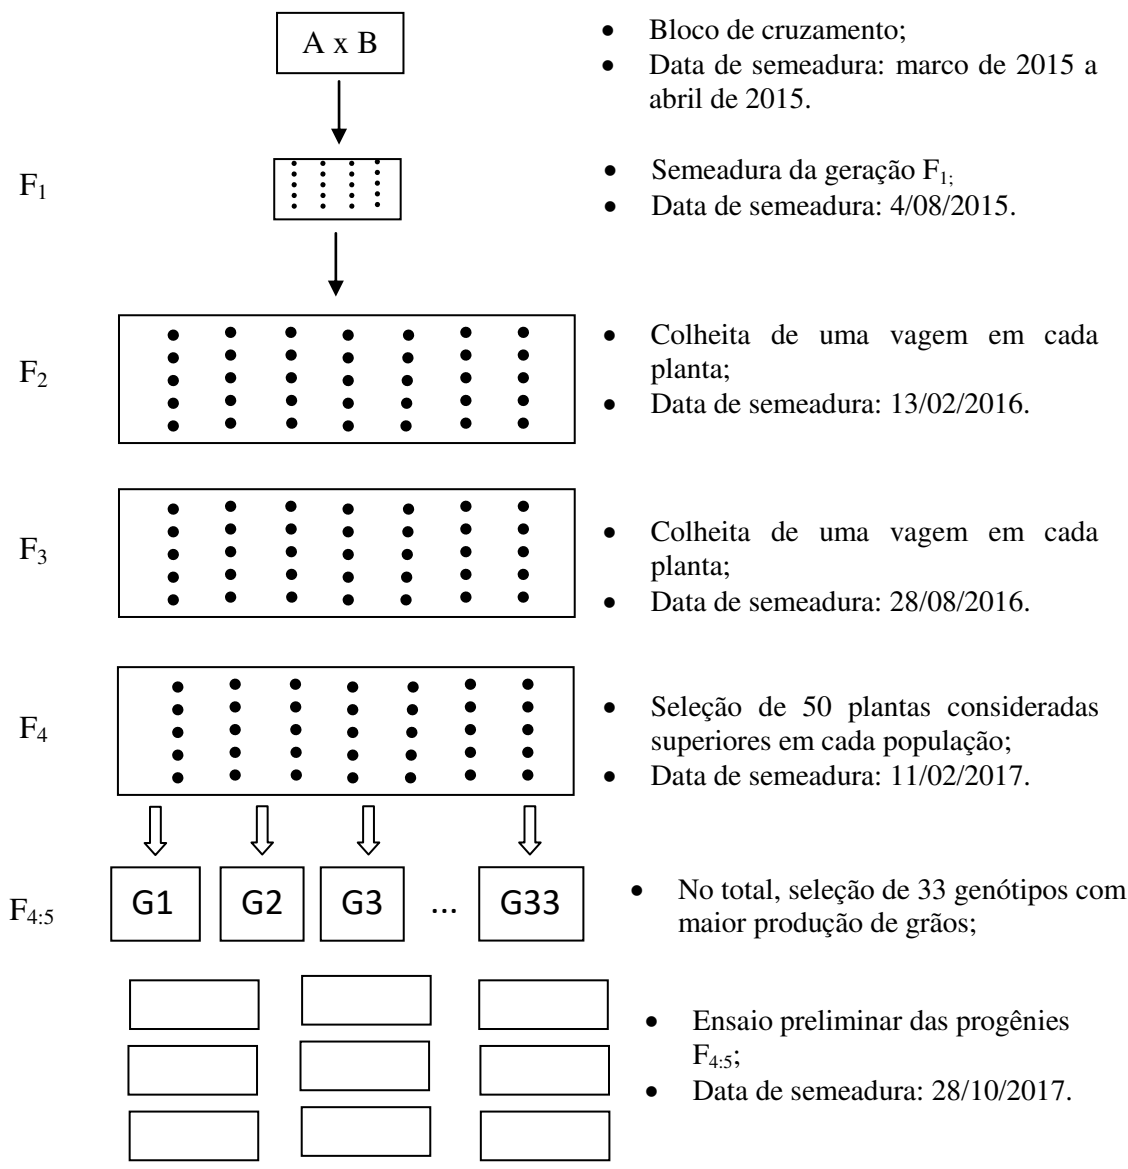 A x B
• Bloco de cruzamento;
• Data de semeadura: marco de 2015 a
abril de 2015.
F1
• Semeadura da geração F1;
• Data de semeadura: 4/08/2015.
F2
• Colheita de uma vagem em cada
planta;
• Data de semeadura: 13/02/2016.
F3
• Colheita de uma vagem em cada
planta;
• Data de semeadura: 28/08/2016.
F4
• Seleção de 50 plantas consideradas
superiores em cada população;
• Data de semeadura: 11/02/2017.
F4:5
G1 G2 G3 ... G33
• No total, seleção de 33 genótipos com
maior produção de grãos;
• Ensaio preliminar das progênies
F4:5;
• Data de semeadura: 28/10/2017.